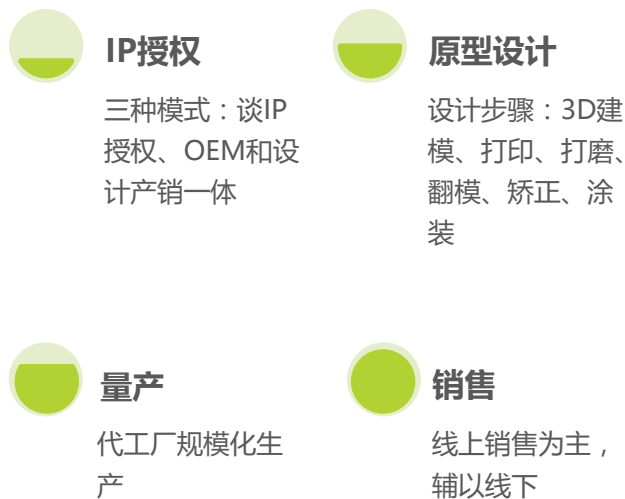 IP授权
三种模式：谈IP
授权、OEM和设
计产销一体
原型设计
设计步骤：3D建
模、打印、打磨、
翻模、矫正、涂
装
量产
代工厂规模化生
产
销售
线上销售为主，
辅以线下